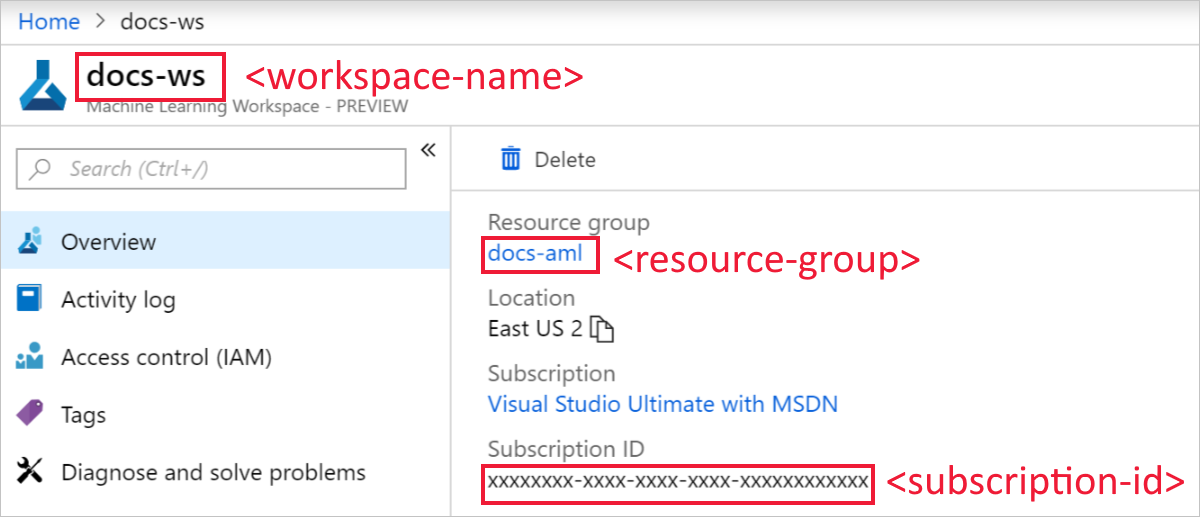 Home > docs-ws
docs-ws <workspace-name>
Machine Learning Workspace - PREVIEW
Search (Ctrl+/)
«
Delete
Overview
Activity log
Access control (IAM)
Tags
Diagnose and solve problems
Resource group
docs-aml <resource-group>
Location
East US 2
Subscription
Visual Studio Ultimate with MSDN
Subscription ID
xxxxxxxx-xxxx-xxxx-xxxx-xxxxxxxxxxxx <subscription-id>